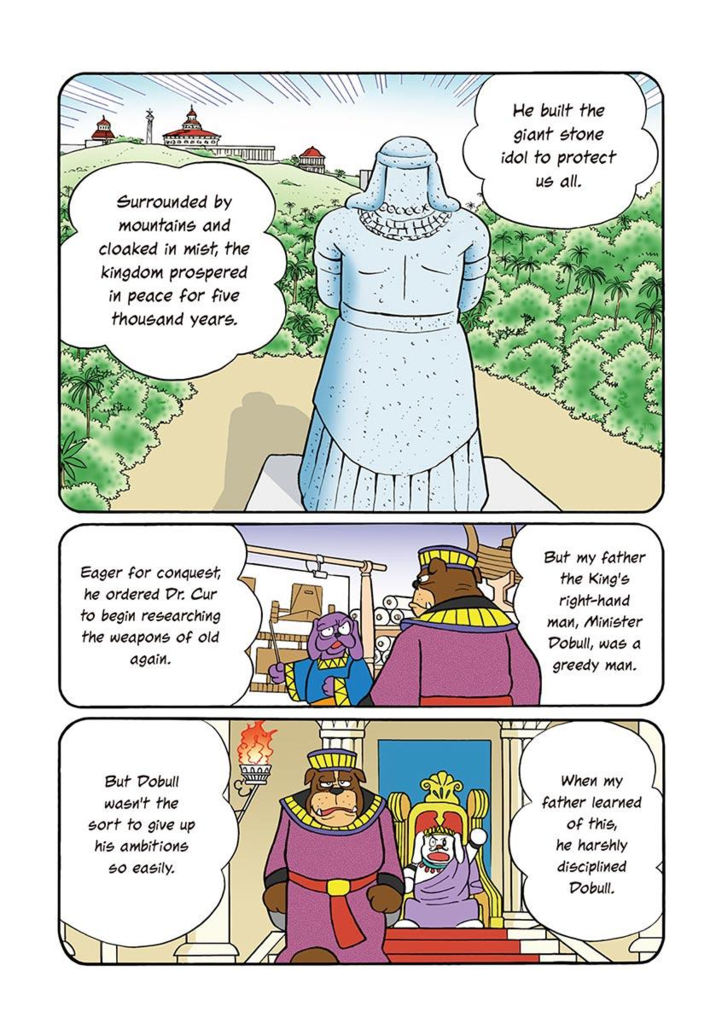 He built the
giant stone
idol to protect
us all.
Surrounded by
mountains and
cloaked in mist, the
kingdom prospered
in peace for five
thousand years.
But my father
the King's
right-hand
man, Minister
Dobull, was a
greedy man.
Eager for conquest,
he ordered Dr. Cur
to begin researching
the weapons of old
again.
When my
father learned
of this,
he harshly
disciplined
Dobull.
But Dobull
wasn't the
sort to give up
his ambitions
so easily.